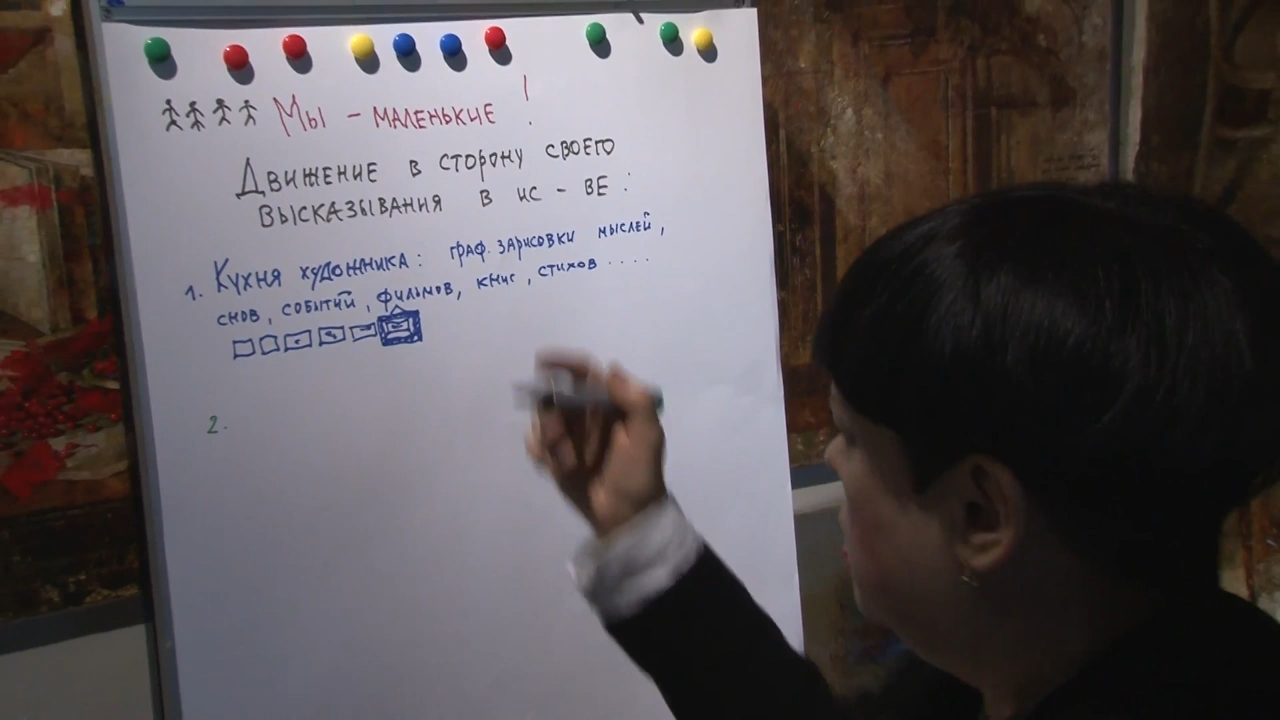 Мы - маленькие !
Движение в сторону своего
высказывания в ис - ве :
1. Кухня художника : граф. зарисовки мыслей ,
снов , событий , фильмов , книг , стихов . . . .
2.